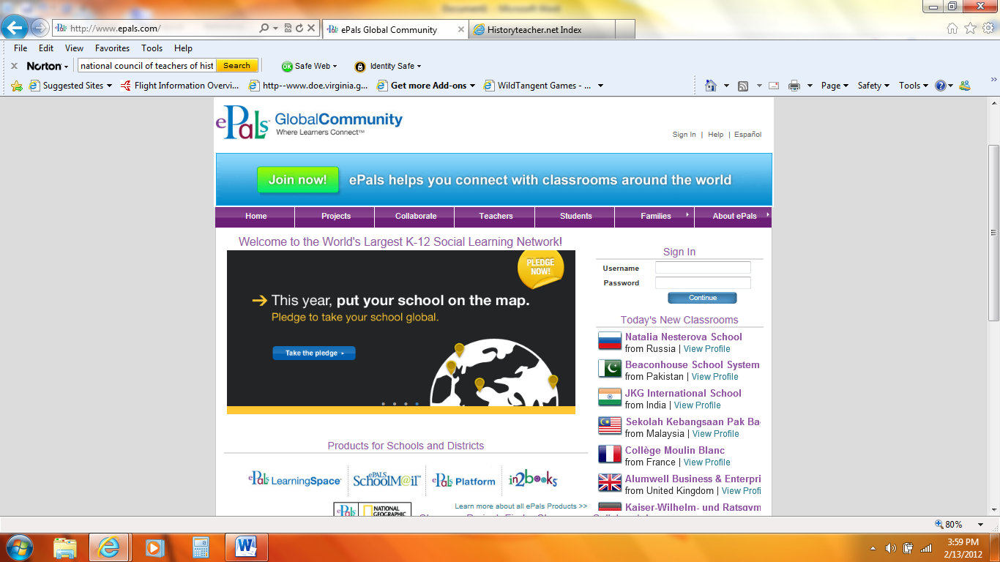 Document1 - Microsoft Word
http://www.epals.com/
ePals Global Community
Historyteacher.net Index
File Edit View Favorites Tools Help
Norton
national council of teachers of hist
Search
OK Safe Web
Identity Safe
Suggested Sites
Flight Information Overvi...
http--www.doe.virginia.g...
Get more Add-ons
WildTangent Games - ...
Page Safety Tools
ePals GlobalCommunity
Where Learners Connect™
Sign In | Help | Español
Join now! ePals helps you connect with classrooms around the world
Home Projects Collaborate Teachers Students Families About ePals
Welcome to the World's Largest K-12 Social Learning Network!
PLEDGE
NOW!
This year, put your school on the map.
Pledge to take your school global.
Take the pledge
Sign In
Username
Password
Continue
Today's New Classrooms
Natalia Nesterova School
from Russia | View Profile
Beaconhouse School System
from Pakistan | View Profile
JKG International School
from India | View Profile
Sekolah Kebangsaan Pak Ba
from Malaysia | View Profile
Collège Moulin Blanc
from France | View Profile
Alumwell Business & Enterpri
from United Kingdom | View Profi
Kaiser-Wilhelm- und Ratsgym
Products for Schools and Districts
ePals LearningSpace
ePALS SchoolM@il™
ePals Platform
in2books
Learn more about all ePals Products >>
ePals NATIONAL
GEOGRAPHIC
80%
3:59 PM
2/13/2012